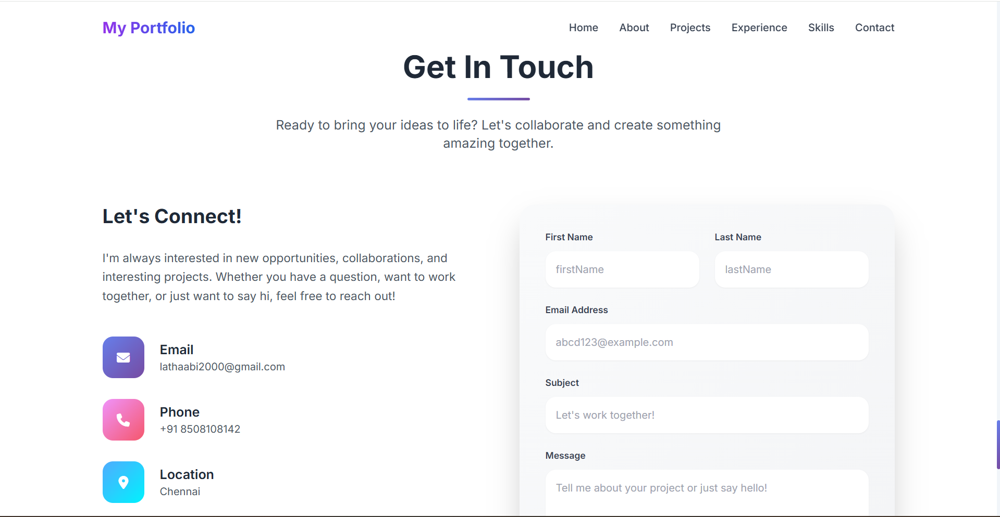 My Portfolio
Home About Projects Experience Skills Contact
Get In Touch
Ready to bring your ideas to life? Let's collaborate and create something
amazing together.
Let's Connect!
I'm always interested in new opportunities, collaborations, and
interesting projects. Whether you have a question, want to work
together, or just want to say hi, feel free to reach out!
Email
lathaabi2000@gmail.com
Phone
+91 8508108142
Location
Chennai
First Name
firstName
Last Name
lastName
Email Address
abcd123@example.com
Subject
Let's work together!
Message
Tell me about your project or just say hello!